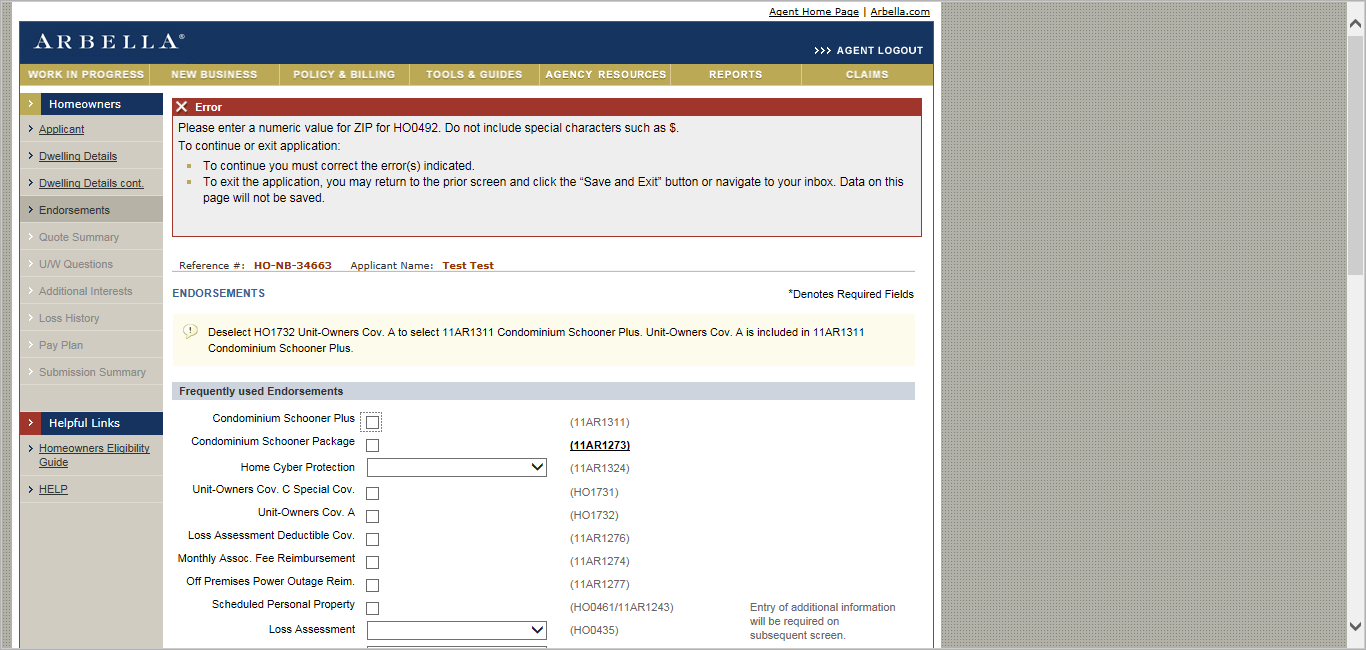 Agent Home Page | Arbella.com
ARBELLA®
>>> AGENT LOGOUT
WORK IN PROGRESS NEW BUSINESS POLICY & BILLING TOOLS & GUIDES AGENCY RESOURCES REPORTS CLAIMS
Homeowners
Applicant
Dwelling Details
Dwelling Details cont.
Endorsements
Quote Summary
U/W Questions
Additional Interests
Loss History
Pay Plan
Submission Summary
Helpful Links
Homeowners Eligibility
Guide
HELP
Error
Please enter a numeric value for ZIP for HO0492. Do not include special characters such as $.
To continue or exit application:
To continue you must correct the error(s) indicated.
To exit the application, you may return to the prior screen and click the “Save and Exit” button or navigate to your inbox. Data on this
page will not be saved.
Reference #: HO-NB-34663 Applicant Name: Test Test
ENDORSEMENTS
*Denotes Required Fields
Deselect HO1732 Unit-Owners Cov. A to select 11AR1311 Condominium Schooner Plus. Unit-Owners Cov. A is included in 11AR1311
Condominium Schooner Plus.
Frequently used Endorsements
Condominium Schooner Plus (11AR1311)
Condominium Schooner Package (11AR1273)
Home Cyber Protection (11AR1324)
Unit-Owners Cov. C Special Cov. (HO1731)
Unit-Owners Cov. A (HO1732)
Loss Assessment Deductible Cov. (11AR1276)
Monthly Assoc. Fee Reimbursement (11AR1274)
Off Premises Power Outage Reim. (11AR1277)
Scheduled Personal Property (HO0461/11AR1243) Entry of additional information
will be required on
subsequent screen.
Loss Assessment (HO0435)